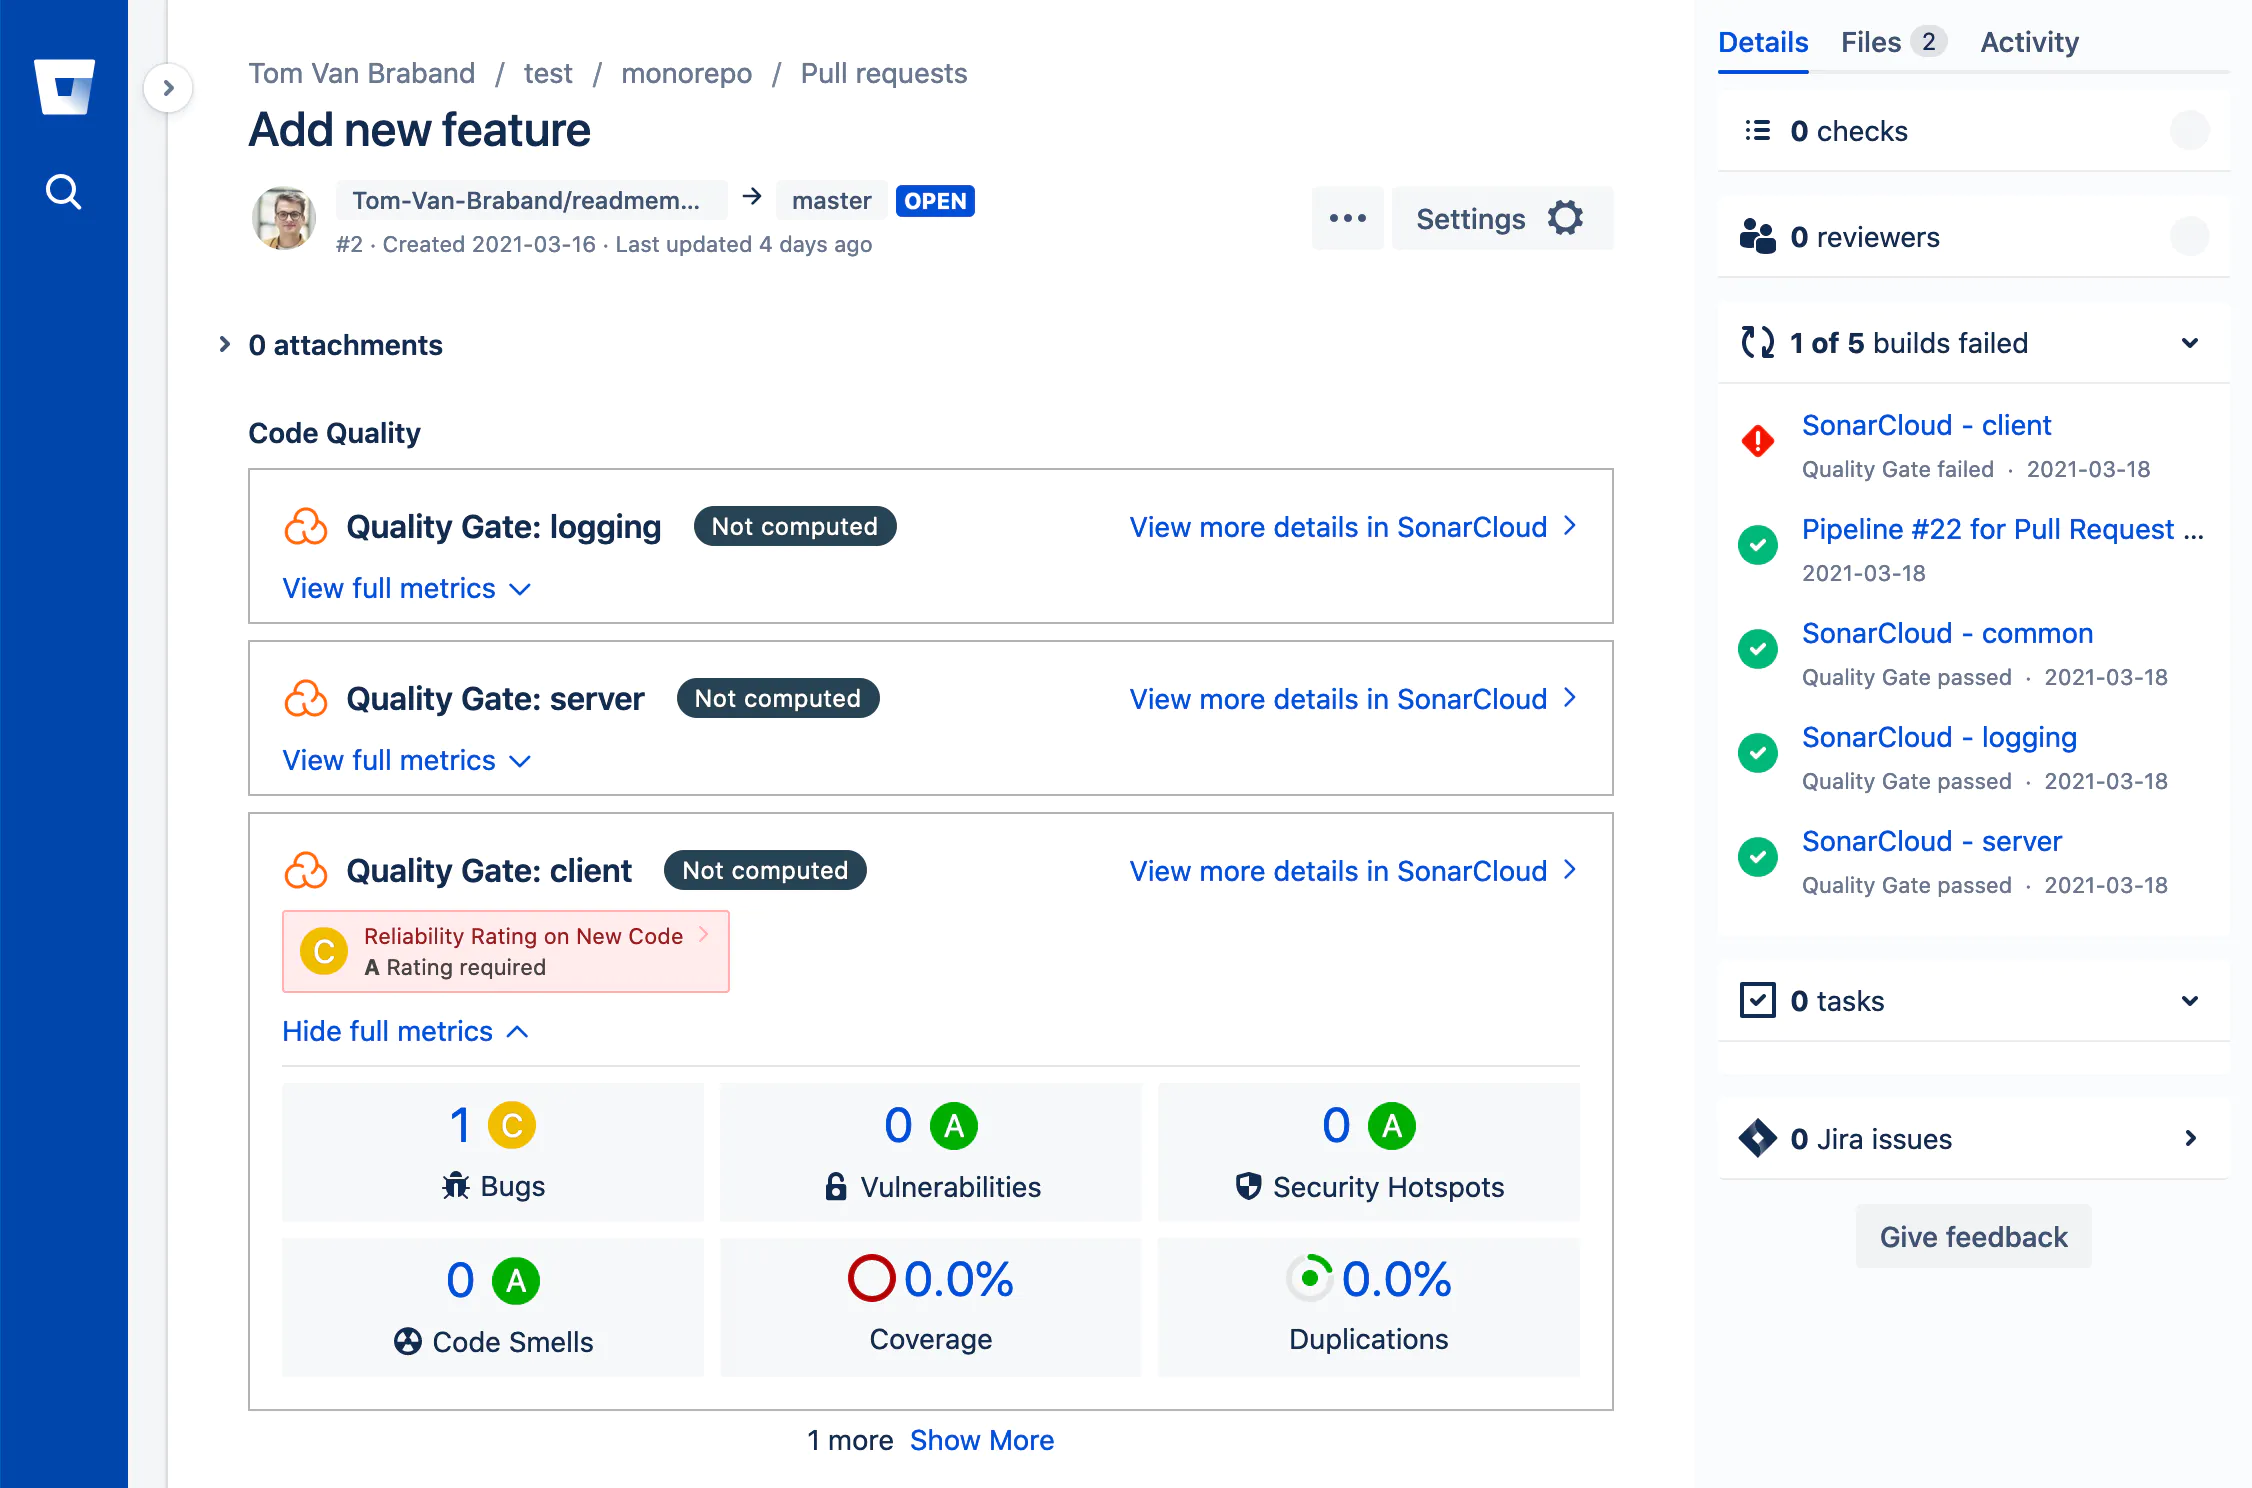 Tom Van Braband / test / monorepo / Pull requests
Add new feature
Tom-Van-Braband/readmem... → master OPEN
#2 · Created 2021-03-16 · Last updated 4 days ago
... Settings
0 attachments
Code Quality
Quality Gate: logging Not computed View more details in SonarCloud
View full metrics
Quality Gate: server Not computed View more details in SonarCloud
View full metrics
Quality Gate: client Not computed View more details in SonarCloud
C Reliability Rating on New Code
A Rating required
Hide full metrics
1 C
Bugs
0 A
Vulnerabilities
0 A
Security Hotspots
0 A
Code Smells
0.0%
Coverage
0.0%
Duplications
1 more Show More
Details Files 2 Activity
0 checks
0 reviewers
1 of 5 builds failed
SonarCloud - client
Quality Gate failed · 2021-03-18
Pipeline #22 for Pull Request ...
2021-03-18
SonarCloud - common
Quality Gate passed · 2021-03-18
SonarCloud - logging
Quality Gate passed · 2021-03-18
SonarCloud - server
Quality Gate passed · 2021-03-18
0 tasks
0 Jira issues
Give feedback